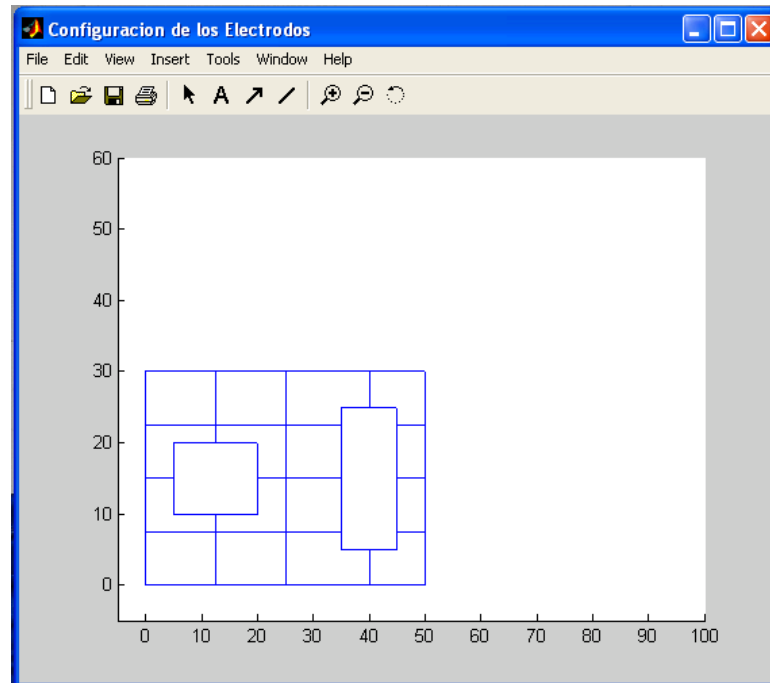 Configuracion de los Electrodos
File Edit View Insert Tools Window Help
A
60
50
40
30
20
10
0
0 10 20 30 40 50 60 70 80 90 100